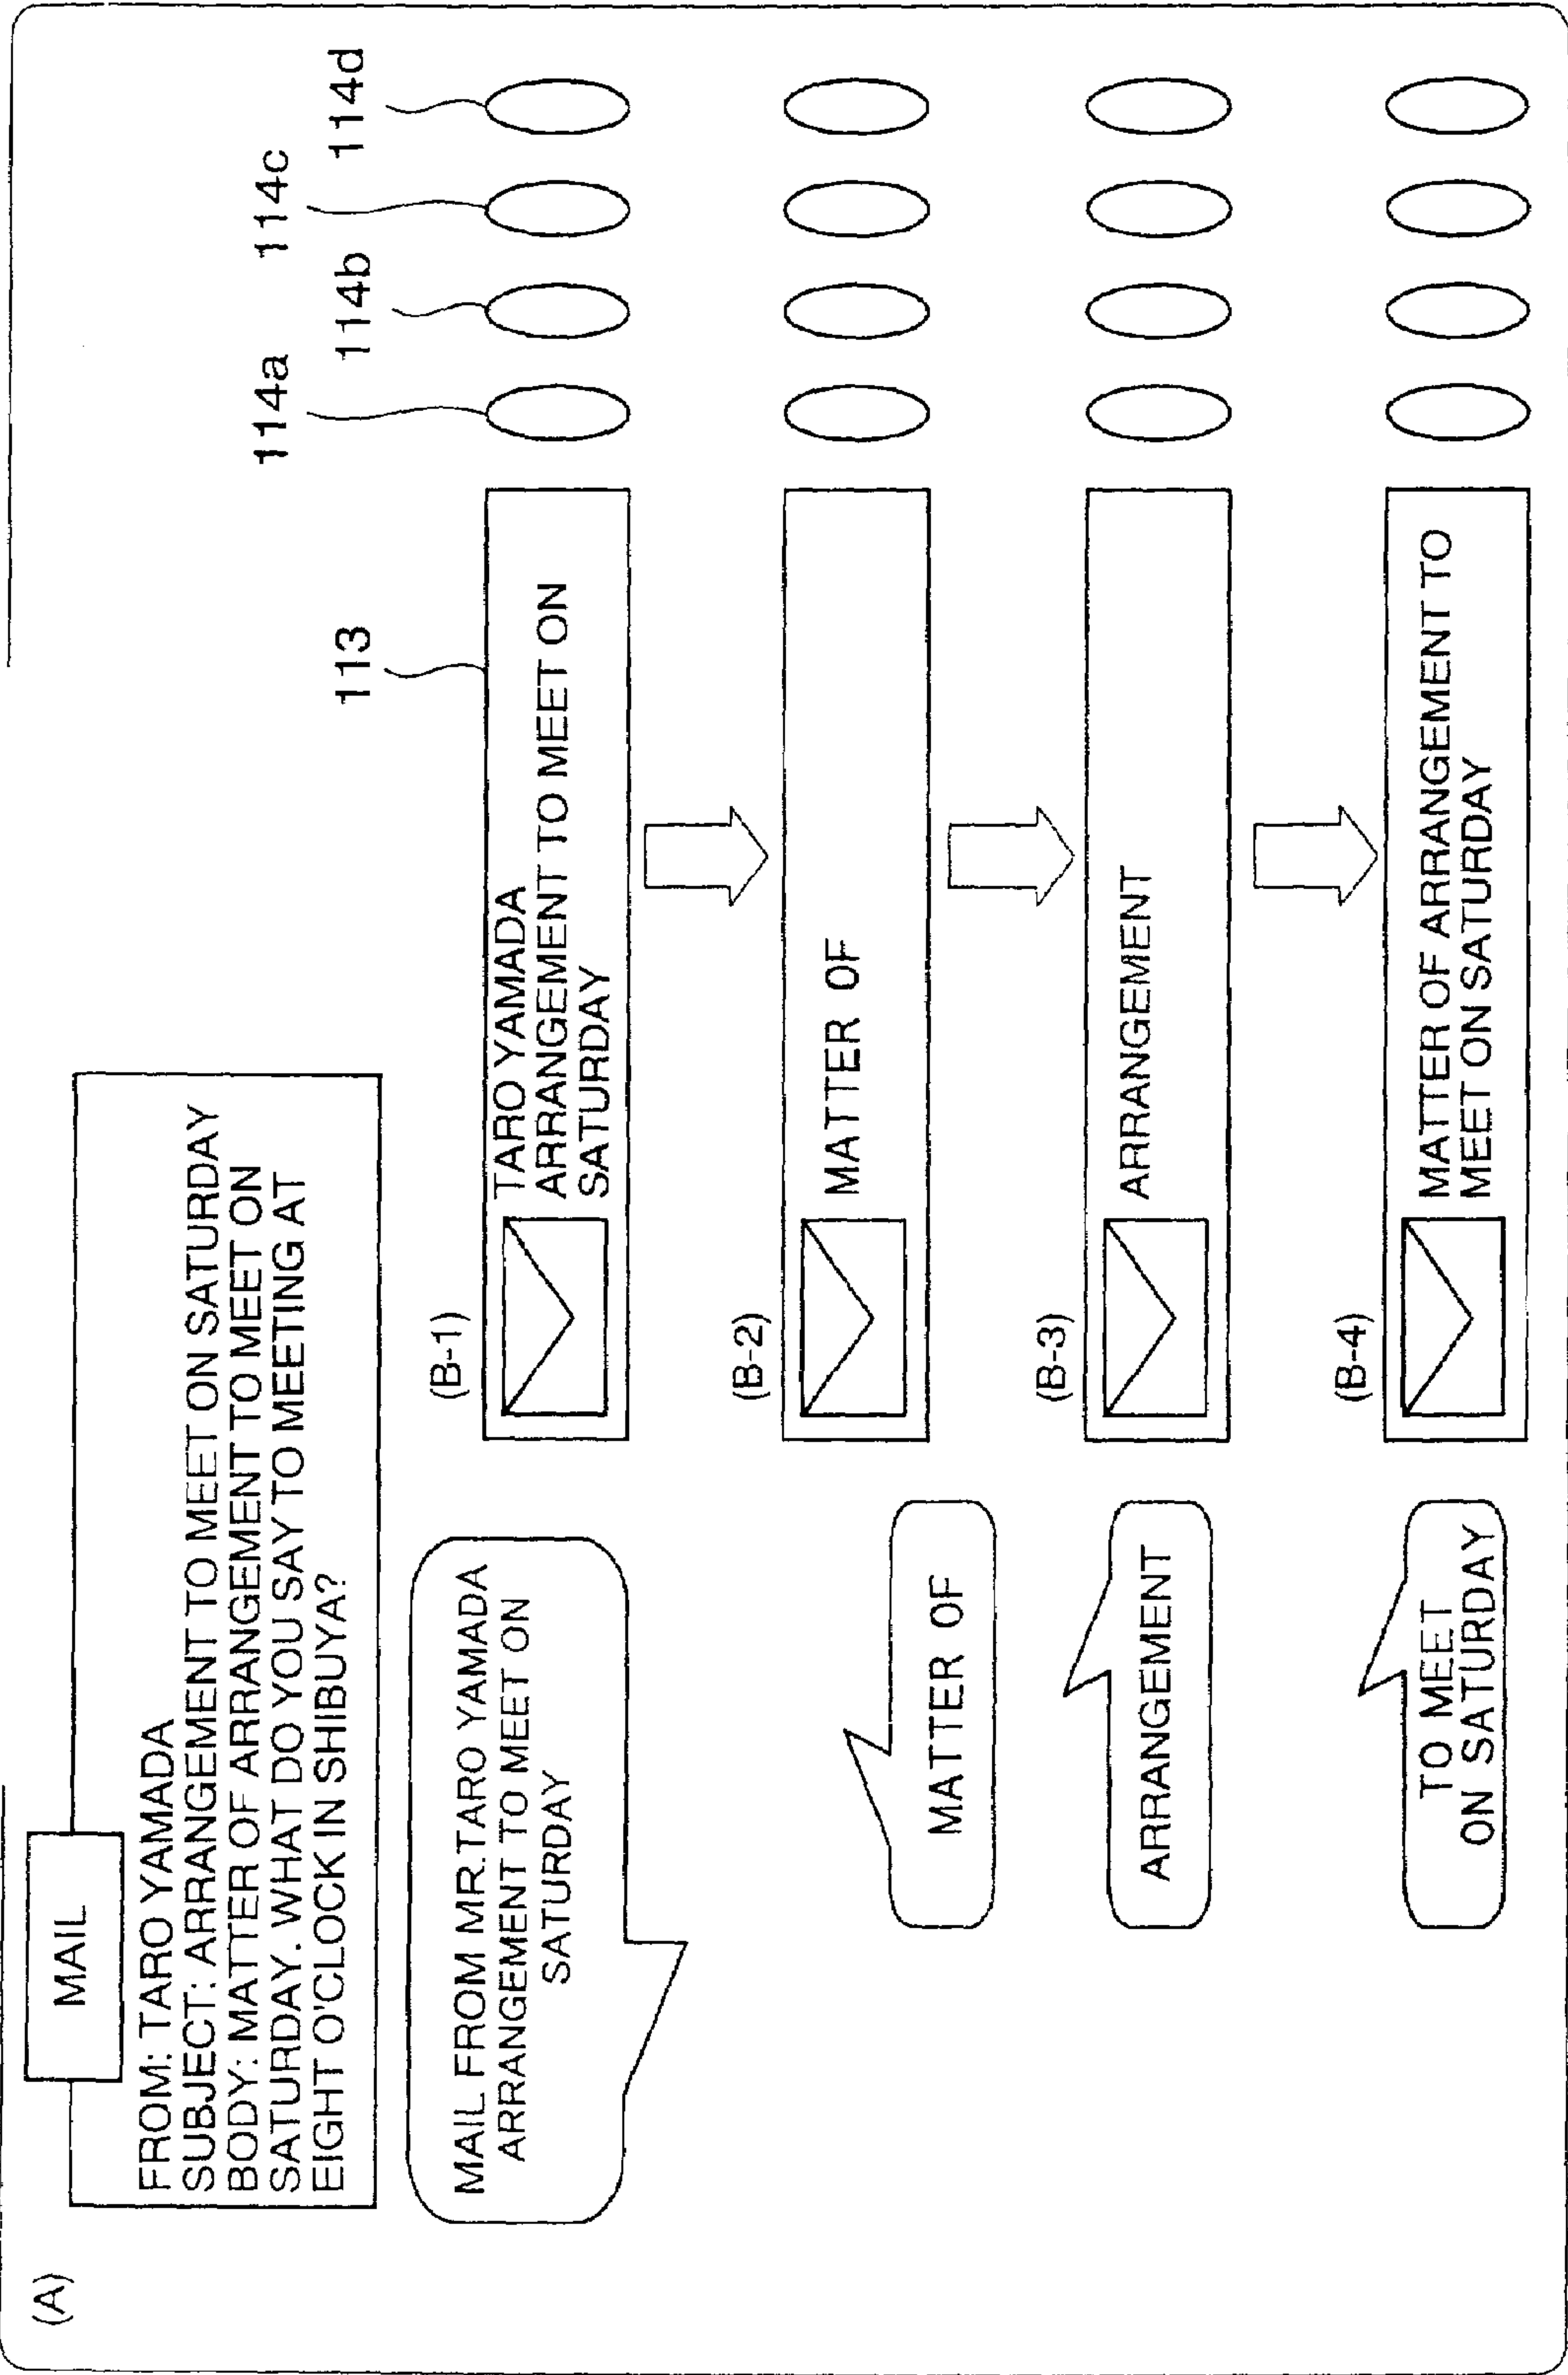 (A)
MAIL
FROM: TARO YAMADA
SUBJECT: ARRANGEMENT TO MEET ON SATURDAY
BODY: MATTER OF ARRANGEMENT TO MEET ON
SATURDAY. WHAT DO YOU SAY TO MEETING AT
EIGHT O'CLOCK IN SHIBUYA?
MAIL FROM MR.TARO YAMADA
ARRANGEMENT TO MEET ON
SATURDAY
(B-1)
TARO YAMADA
ARRANGEMENT TO MEET ON
SATURDAY
113
114a
114b
114c
114d
MATTER OF
(B-2)
MATTER OF
ARRANGEMENT
(B-3)
ARRANGEMENT
TO MEET
ON SATURDAY
(B-4)
MATTER OF ARRANGEMENT TO
MEET ON SATURDAY